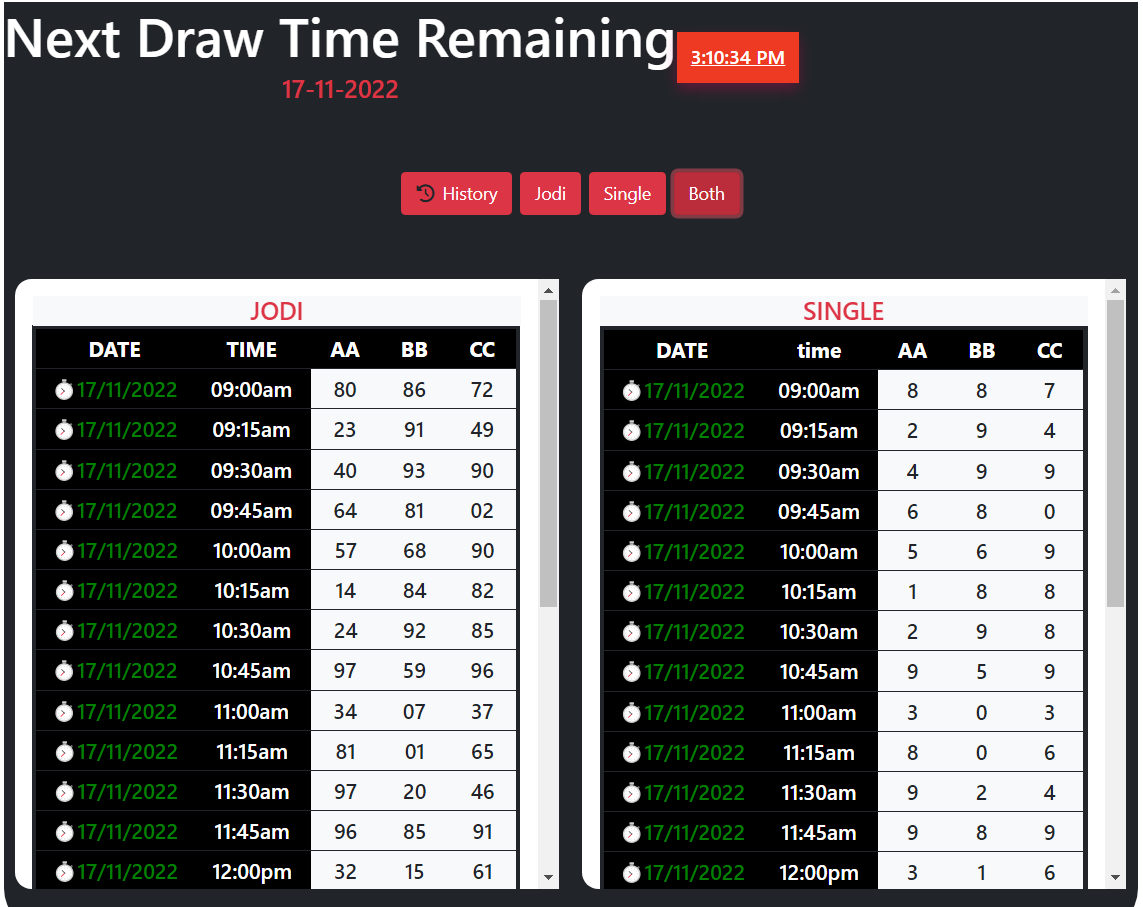 Next Draw Time Remaining 3:10:34 PM
17-11-2022
History Jodi Single Both
JODI
DATE TIME AA BB CC
17/11/2022 09:00am 80 86 72
17/11/2022 09:15am 23 91 49
17/11/2022 09:30am 40 93 90
17/11/2022 09:45am 64 81 02
17/11/2022 10:00am 57 68 90
17/11/2022 10:15am 14 84 82
17/11/2022 10:30am 24 92 85
17/11/2022 10:45am 97 59 96
17/11/2022 11:00am 34 07 37
17/11/2022 11:15am 81 01 65
17/11/2022 11:30am 97 20 46
17/11/2022 11:45am 96 85 91
17/11/2022 12:00pm 32 15 61
SINGLE
DATE time AA BB CC
17/11/2022 09:00am 8 8 7
17/11/2022 09:15am 2 9 4
17/11/2022 09:30am 4 9 9
17/11/2022 09:45am 6 8 0
17/11/2022 10:00am 5 6 9
17/11/2022 10:15am 1 8 8
17/11/2022 10:30am 2 9 8
17/11/2022 10:45am 9 5 9
17/11/2022 11:00am 3 0 3
17/11/2022 11:15am 8 0 6
17/11/2022 11:30am 9 2 4
17/11/2022 11:45am 9 8 9
17/11/2022 12:00pm 3 1 6